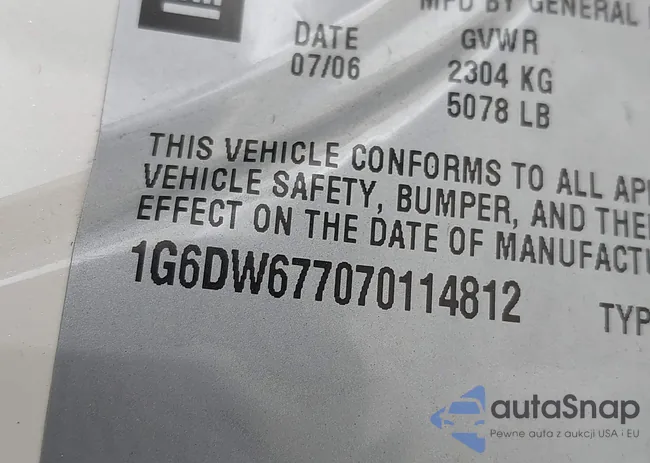 MFD BY GENERAL
DATE GVWR
07/06 2304 KG
5078 LB
THIS VEHICLE CONFORMS TO ALL
VEHICLE SAFETY, BUMPER, AND
EFFECT ON THE DATE OF
1G6DW677070114812
autaSnap
Pewne auta z aukcji USA i EU